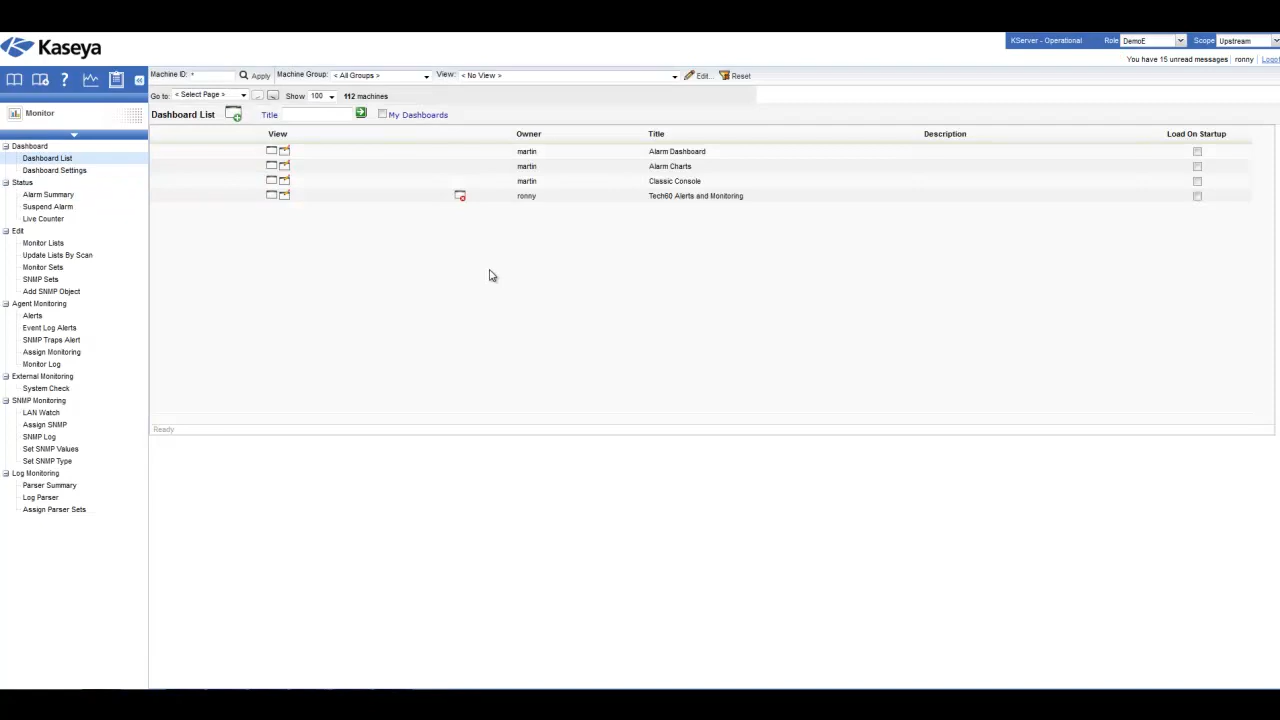 Kaseya
KServer - Operational Role DemoE Scope Upstream
You have 15 unread messages ronny
Machine ID: * Apply Machine Group: < All Groups > View: < No View > Edit... Reset
Go to: < Select Page > Show 100 112 machines
Dashboard List Title My Dashboards
View Owner Title Description Load On Startup
martin Alarm Dashboard
martin Alarm Charts
martin Classic Console
ronny Tech60 Alerts and Monitoring
Ready
Monitor
Dashboard
Dashboard List
Dashboard Settings
Status
Alarm Summary
Suspend Alarm
Live Counter
Edit
Monitor Lists
Update Lists By Scan
Monitor Sets
SNMP Sets
Add SNMP Object
Agent Monitoring
Alerts
Event Log Alerts
SNMP Traps Alert
Assign Monitoring
Monitor Log
External Monitoring
System Check
SNMP Monitoring
LAN Watch
Assign SNMP
SNMP Log
Set SNMP Values
Set SNMP Type
Log Monitoring
Parser Summary
Log Parser
Assign Parser Sets